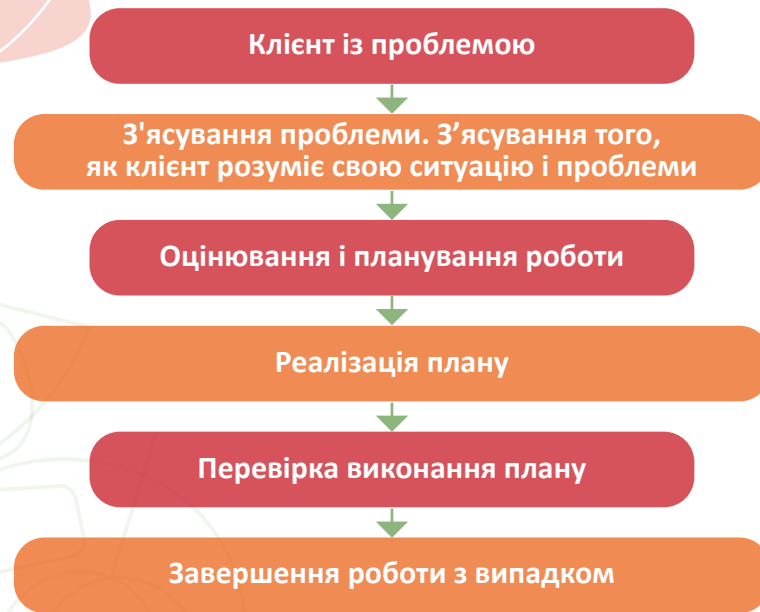 Клієнт із проблемою
З'ясування проблеми. З’ясування того,
як клієнт розуміє свою ситуацію і проблеми
Оцінювання і планування роботи
Реалізація плану
Перевірка виконання плану
Завершення роботи з випадком